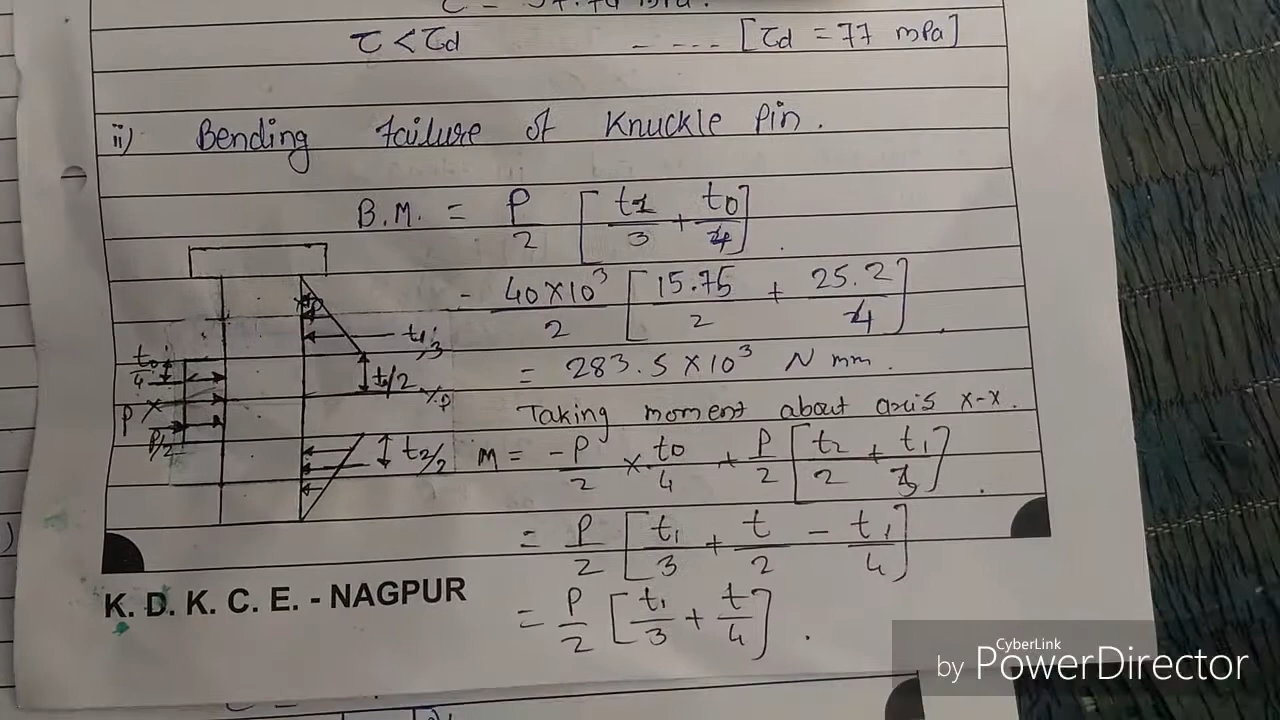 τ < τd - - - - [τd = 77 mPa]
ii) Bending failure of Knuckle Pin.
B.M. = P/2 [t1/3 + t0/4].
= 40×10³/2 [15.75/2 + 25.2/4].
= 283.5 × 10³ N mm.
Taking moment about axis x-x.
M = -P/2 × t0/4 + P/2 [t2/2 + t1/3].
= P/2 [t1/3 + t/2 - t1/4]
= P/2 [t1/3 + t/4].
t1/3
t0/4
t1/2
P
P/2
t2/2
K. D. K. C. E. - NAGPUR
CyberLink
by PowerDirector